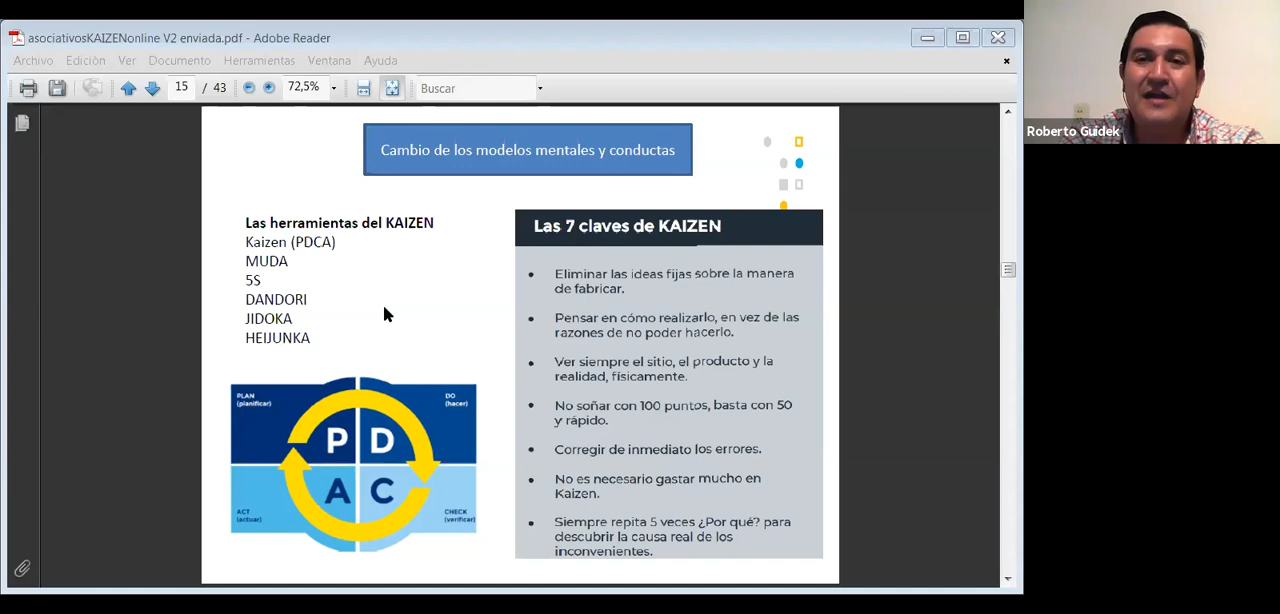 asociativosKAIZENonline V2 enviada.pdf - Adobe Reader
Archivo Edición Ver Documento Herramientas Ventana Ayuda
15 / 43 72,5% Buscar
Roberto Guidek
Cambio de los modelos mentales y conductas
Las herramientas del KAIZEN
Kaizen (PDCA)
MUDA
5S
DANDORI
JIDOKA
HEIJUNKA
PLAN
(planificar)
DO
(hacer)
P D
A C
ACT
(actuar)
CHECK
(verificar)
Las 7 claves de KAIZEN
• Eliminar las ideas fijas sobre la manera
de fabricar.
• Pensar en cómo realizarlo, en vez de las
razones de no poder hacerlo.
• Ver siempre el sitio, el producto y la
realidad, físicamente.
• No soñar con 100 puntos, basta con 50
y rápido.
• Corregir de inmediato los errores.
• No es necesario gastar mucho en
Kaizen.
• Siempre repita 5 veces ¿Por qué? para
descubrir la causa real de los
inconvenientes.